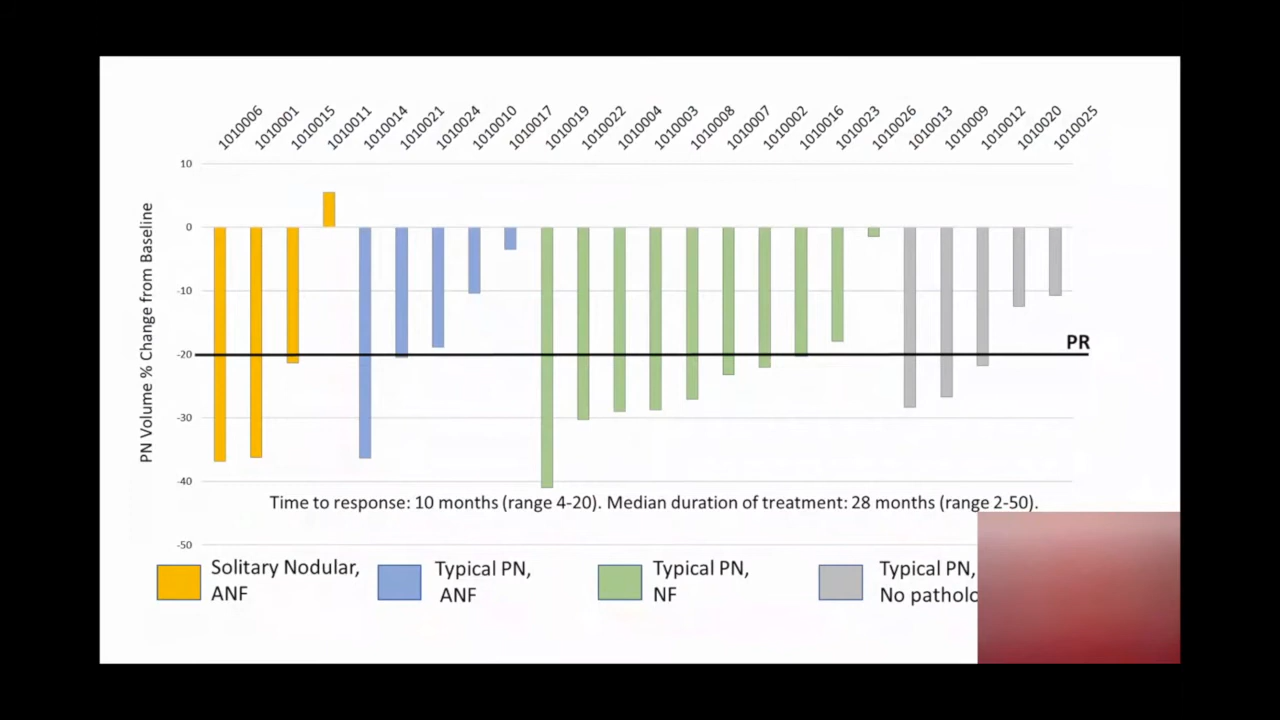 1010006 1010001 1010015 1010011 1010014 1010021 1010024 1010010 1010017 1010019 1010022 1010004 1010003 1010008 1010007 1010002 1010016 1010023 1010026 1010013 1010009 1010012 1010020 1010025
PN Volume % Change from Baseline
10
0
-10
-20
-30
-40
-50
PR
Time to response: 10 months (range 4-20). Median duration of treatment: 28 months (range 2-50).
Solitary Nodular,
ANF
Typical PN,
ANF
Typical PN,
NF
Typical PN,
No